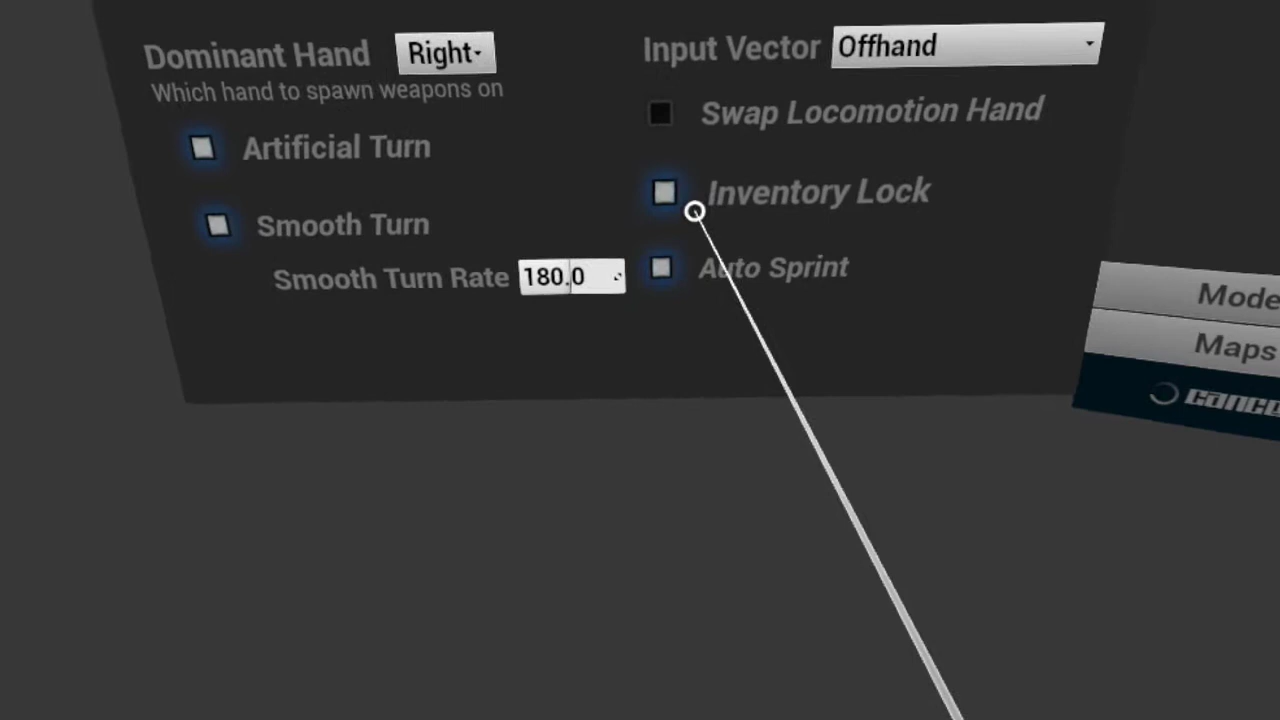 Dominant Hand Right
Which hand to spawn weapons on
Artificial Turn
Smooth Turn
Smooth Turn Rate 180.0
Input Vector Offhand
Swap Locomotion Hand
Inventory Lock
Auto Sprint
Mode
Maps
cance